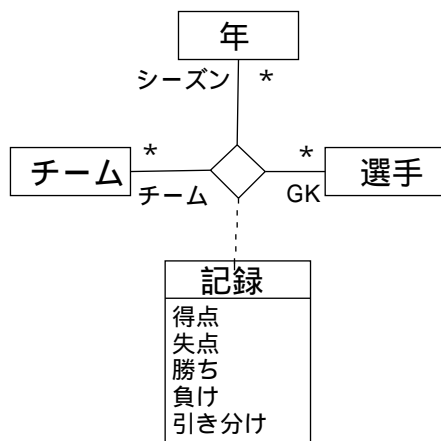 年
シーズン
*
チーム
*
チーム
*
選手
GK
記録
得点
失点
勝ち
負け
引き分け